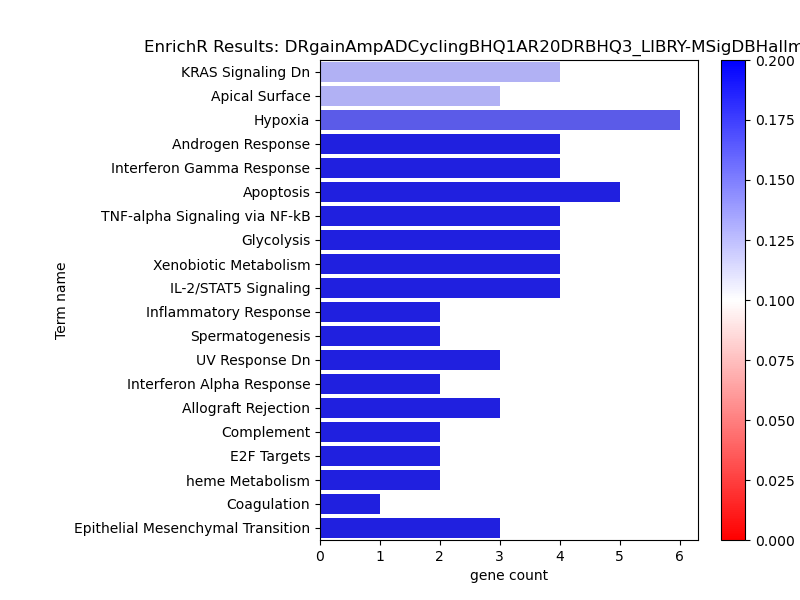 EnrichR Results: DRgainAmpADCyclingBHQ1AR20DRBHQ3_LIBRY-MSigDBHallm
KRAS Signaling Dn
Apical Surface
Hypoxia
Androgen Response
Interferon Gamma Response
Apoptosis
TNF-alpha Signaling via NF-kB
Glycolysis
Xenobiotic Metabolism
IL-2/STAT5 Signaling
Inflammatory Response
Spermatogenesis
UV Response Dn
Interferon Alpha Response
Allograft Rejection
Complement
E2F Targets
heme Metabolism
Coagulation
Epithelial Mesenchymal Transition
Term name
0 1 2 3 4 5 6
gene count
0.200
0.175
0.150
0.125
0.100
0.075
0.050
0.025
0.000